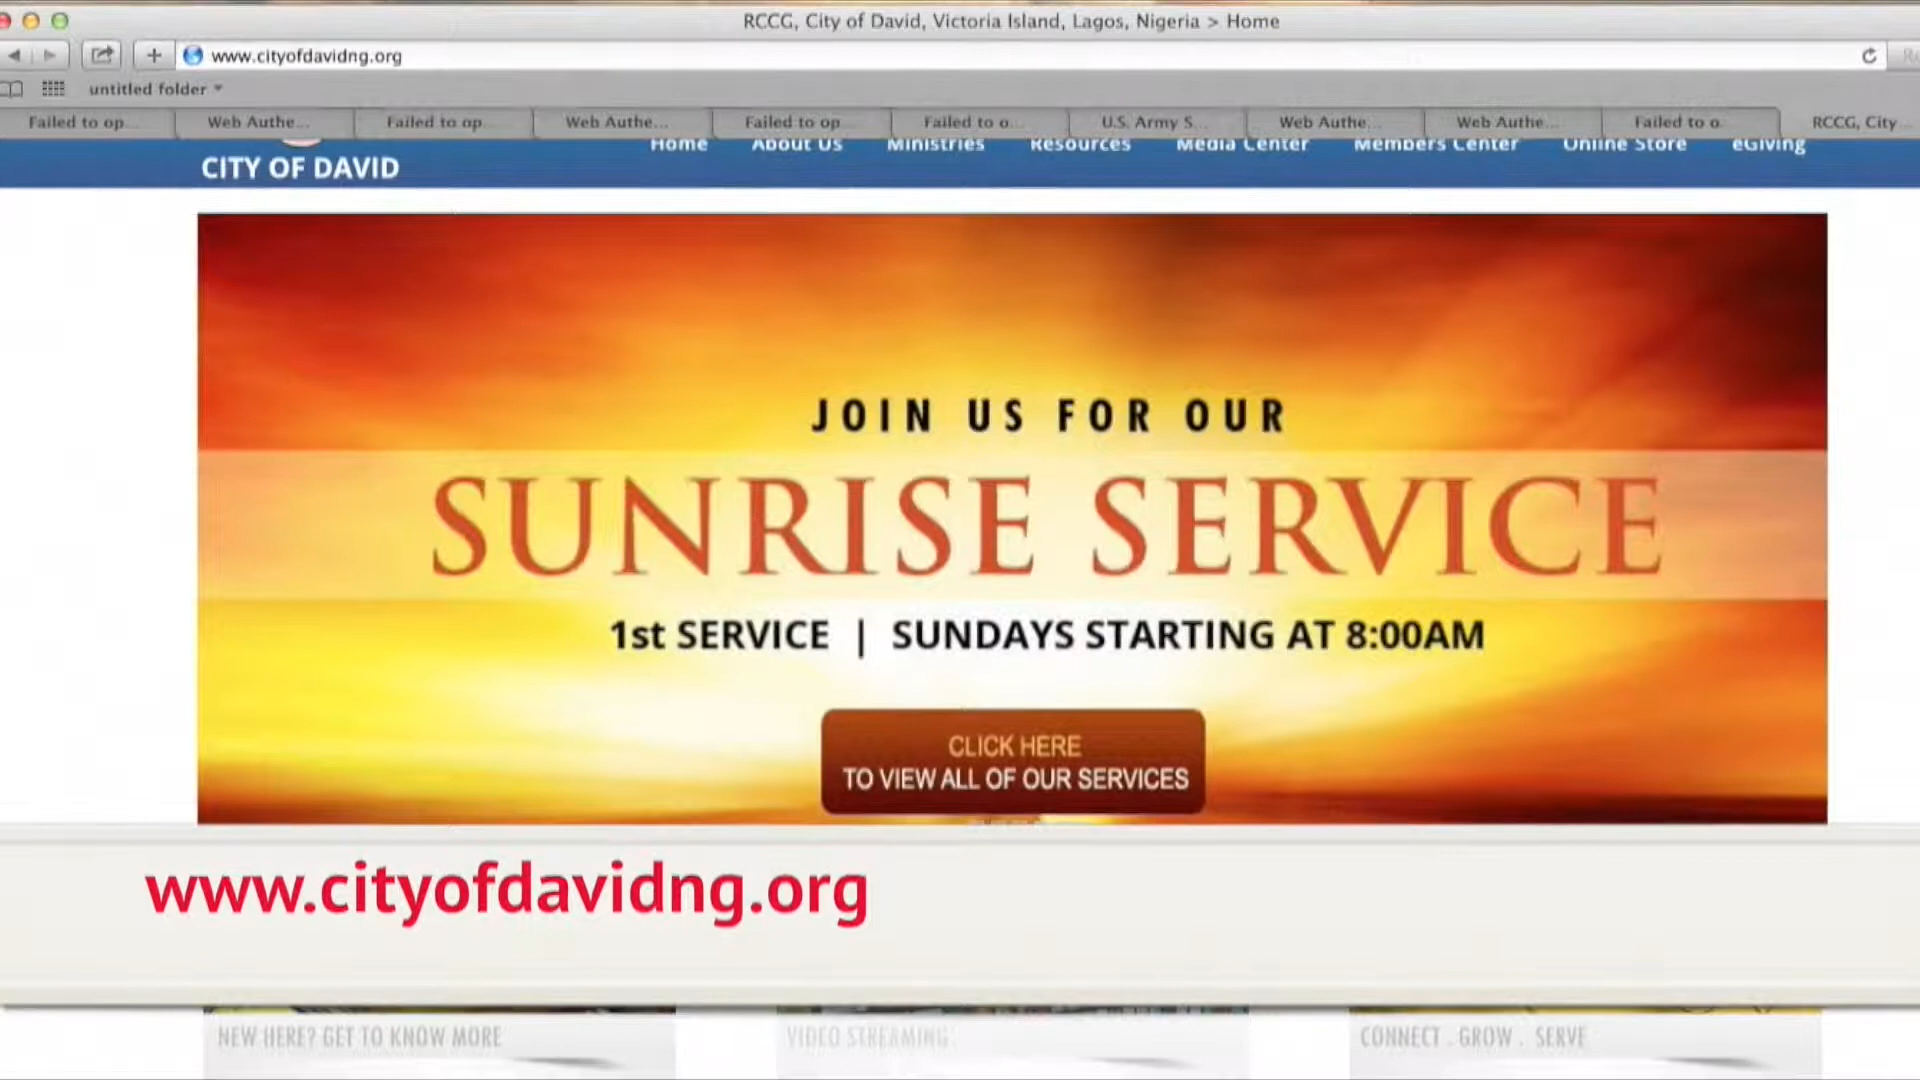 RCCG, City of David, Victoria Island, Lagos, Nigeria > Home
www.cityofdavidng.org
untitled folder
Failed to op... Web Authe... Failed to op... Web Authe... Failed to op... Failed to o... U.S. Army S... Web Authe... Web Authe... Failed to o... RCCG, City...
Home About Us Ministries Resources Media Center Members Center Online Store eGiving
CITY OF DAVID
JOIN US FOR OUR
SUNRISE SERVICE
1st SERVICE | SUNDAYS STARTING AT 8:00AM
CLICK HERE
TO VIEW ALL OF OUR SERVICES
www.cityofdavidng.org
NEW HERE? GET TO KNOW MORE
VIDEO STREAMING
CONNECT . GROW . SERVE